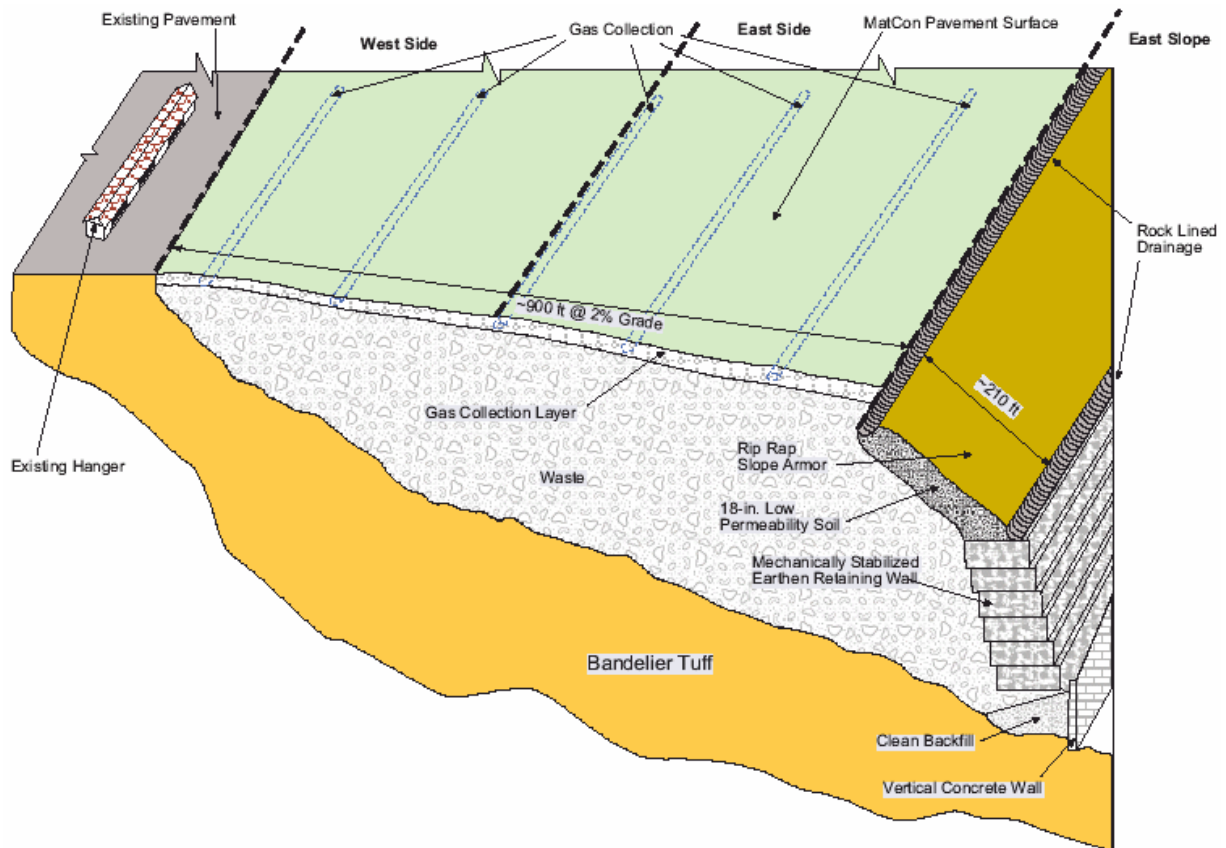 Existing Pavement
West Side
Gas Collection
East Side
MatCon Pavement Surface
East Slope
Rock Lined
Drainage
~900 ft @ 2% Grade
~210 ft
Gas Collection Layer
Existing Hanger
Rip Rap
Slope Armor
Waste
18-in. Low
Permeability Soil
Mechanically Stabilized
Earthen Retaining Wall
Bandelier Tuff
Clean Backfill
Vertical Concrete Wall